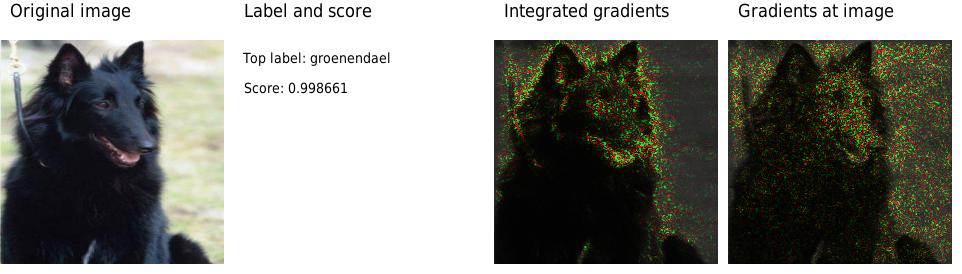 Original image
Label and score
Integrated gradients
Gradients at image
Top label: groenendael
Score: 0.998661